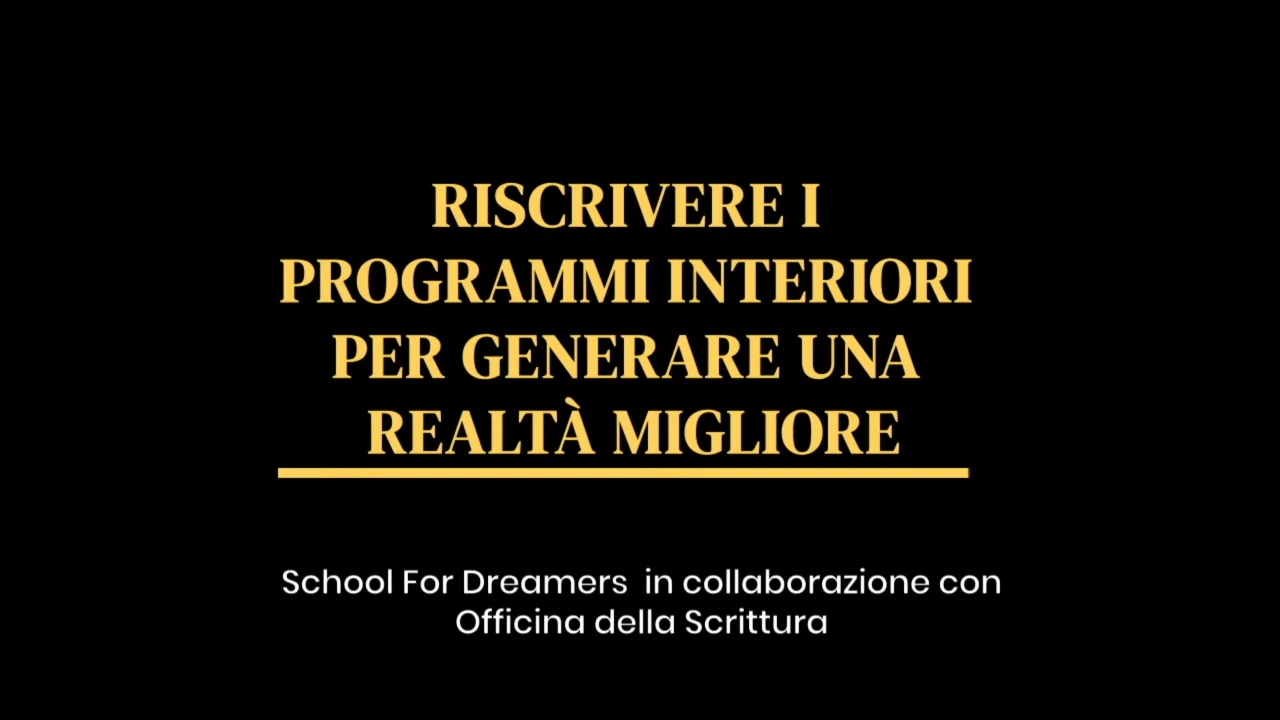 RISCRIVERE I
PROGRAMMI INTERIORI
PER GENERARE UNA
REALTÀ MIGLIORE
School For Dreamers in collaborazione con
Officina della Scrittura